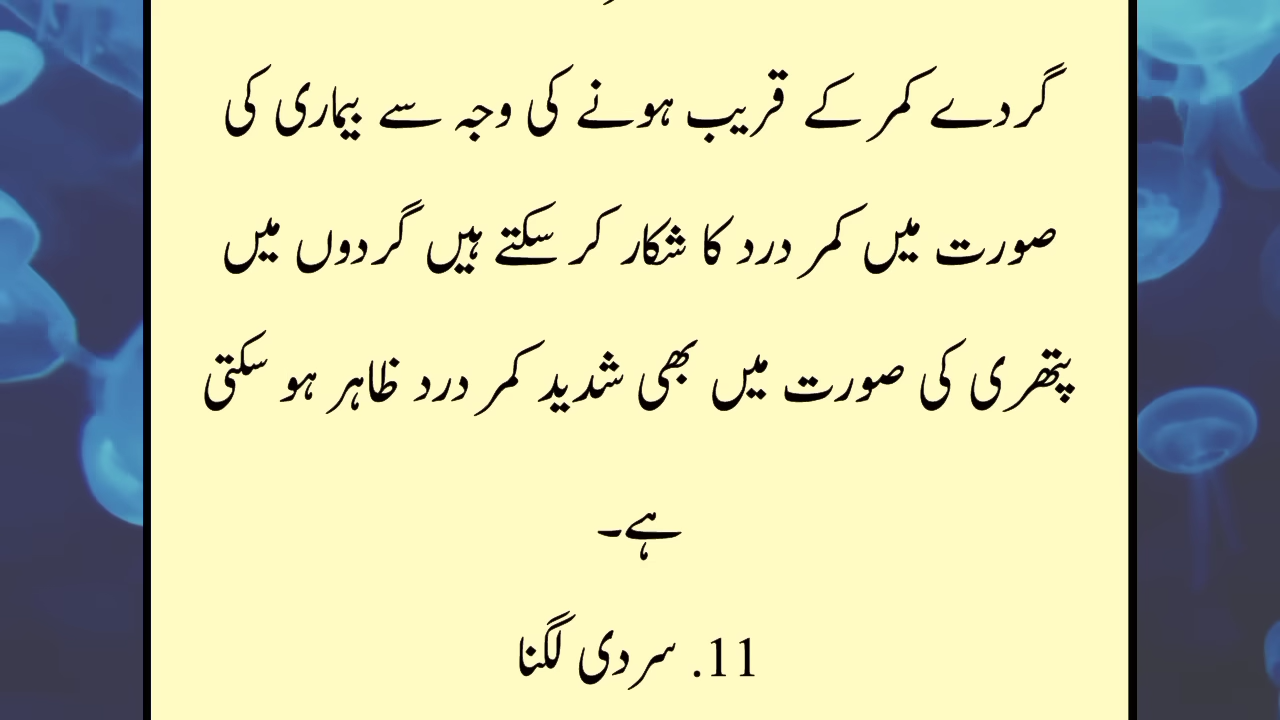 گردے کمر کے قریب ہونے کی وجہ سے بیماری کی
صورت میں کمر درد کا شکار کر سکتے ہیں گردوں میں
پتھری کی صورت میں بھی شدید کمر درد ظاہر ہو سکتی
ہے۔
11. سردی لگنا